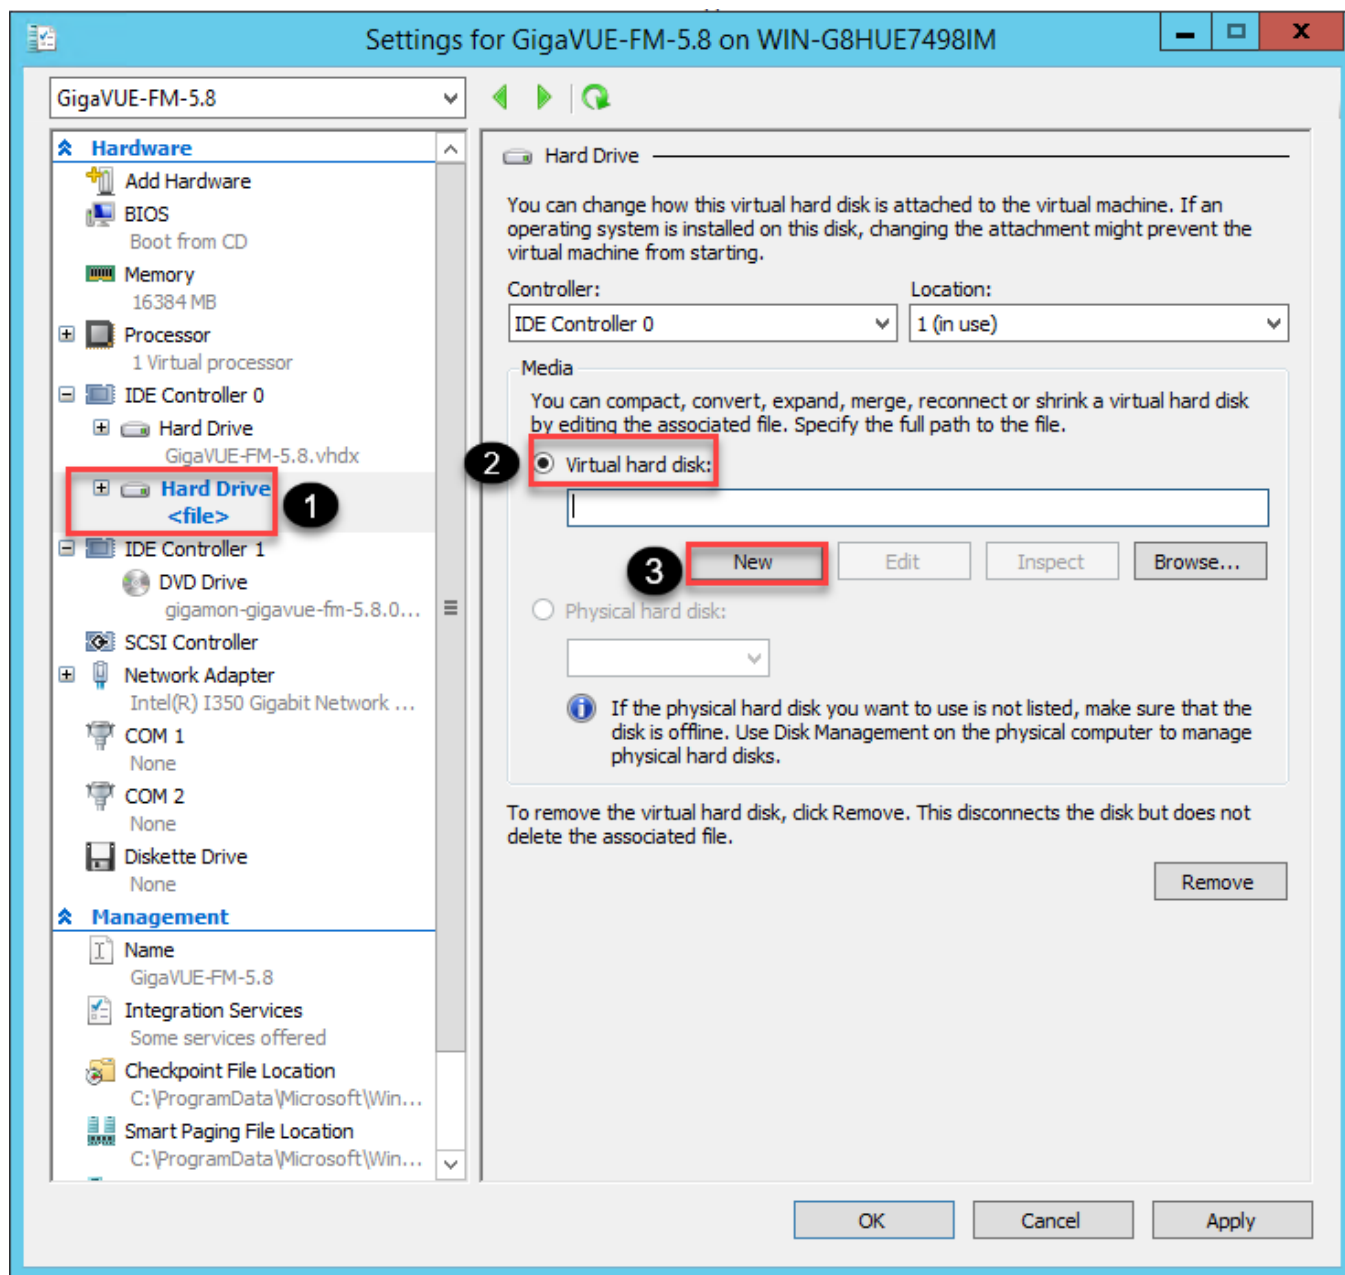 Settings for GigaVUE-FM-5.8 on WIN-G8HUE7498IM
GigaVUE-FM-5.8
Hardware
Add Hardware
BIOS
Boot from CD
Memory
16384 MB
Processor
1 Virtual processor
IDE Controller 0
Hard Drive
GigaVUE-FM-5.8.vhdx
Hard Drive
<file>
1
IDE Controller 1
DVD Drive
gigamon-gigavue-fm-5.8.0...
SCSI Controller
Network Adapter
Intel(R) I350 Gigabit Network ...
COM 1
None
COM 2
None
Diskette Drive
None
Management
Name
GigaVUE-FM-5.8
Integration Services
Some services offered
Checkpoint File Location
C:\ProgramData\Microsoft\Win...
Smart Paging File Location
C:\ProgramData\Microsoft\Win...
Hard Drive
You can change how this virtual hard disk is attached to the virtual machine. If an
operating system is installed on this disk, changing the attachment might prevent the
virtual machine from starting.
Controller: Location:
IDE Controller 0 1 (in use)
Media
You can compact, convert, expand, merge, reconnect or shrink a virtual hard disk
by editing the associated file. Specify the full path to the file.
2 Virtual hard disk:
3 New Edit Inspect Browse...
Physical hard disk:
If the physical hard disk you want to use is not listed, make sure that the
disk is offline. Use Disk Management on the physical computer to manage
physical hard disks.
To remove the virtual hard disk, click Remove. This disconnects the disk but does not
delete the associated file.
Remove
OK Cancel Apply